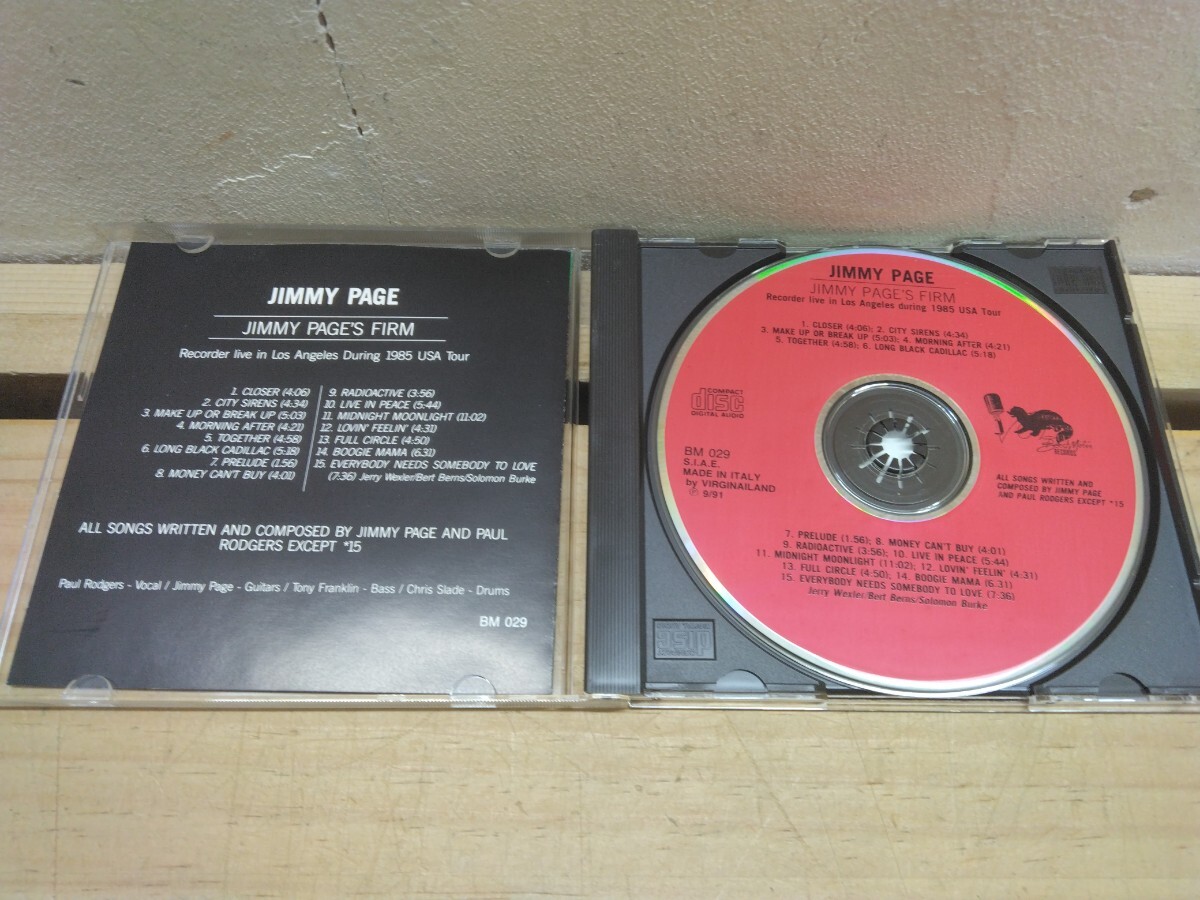 JIMMY PAGE
JIMMY PAGE'S FIRM
Recorder live in Los Angeles During 1985 USA Tour
1. CLOSER (4:06)
2. CITY SIRENS (4:34)
3. MAKE UP OR BREAK UP (5:03)
4. MORNING AFTER (4:21)
5. TOGETHER (4:58)
6. LONG BLACK CADILLAC (5:18)
7. PRELUDE (1.56)
8. MONEY CAN'T BUY (4:01)
9. RADIOACTIVE (3:56)
10. LIVE IN PEACE (5:44)
11. MIDNIGHT MOONLIGHT (11:02)
12. LOVIN' FEELIN' (4:31)
13. FULL CIRCLE (4:50)
14. BOOGIE MAMA (6.31)
15. EVERYBODY NEEDS SOMEBODY TO LOVE
(7:36) Jerry Wexler/Bert Berns/Solomon Burke
ALL SONGS WRITTEN AND COMPOSED BY JIMMY PAGE AND PAUL
RODGERS EXCEPT *15
Paul Rodgers - Vocal / Jimmy Page - Guitars / Tony Franklin - Bass / Chris Slade - Drums
BM 029
JIMMY PAGE
JIMMY PAGE'S FIRM
Recorder live in Los Angeles during 1985 USA Tour
1. CLOSER (4:06); 2. CITY SIRENS (4:34)
3. MAKE UP OR BREAK UP (5:03); 4. MORNING AFTER (4:21)
5. TOGETHER (4:58); 6. LONG BLACK CADILLAC (5:18)
COMPACT
disc
DIGITAL AUDIO
BM 029
S.I.A.E.
MADE IN ITALY
by VIRGINAILAND
℗ 9/91
RECORDS
ALL SONGS WRITTEN AND
COMPOSED BY JIMMY PAGE
AND PAUL RODGERS EXCEPT *15
7. PRELUDE (1.56); 8. MONEY CAN'T BUY (4:01)
9. RADIOACTIVE (3:56); 10. LIVE IN PEACE (5:44)
11. MIDNIGHT MOONLIGHT (11:02); 12. LOVIN' FEELIN' (4:31)
13. FULL CIRCLE (4:50); 14. BOOGIE MAMA (6.31)
15. EVERYBODY NEEDS SOMEBODY TO LOVE (7:36)
Jerry Wexler/Bert Berns/Solomon Burke
disc